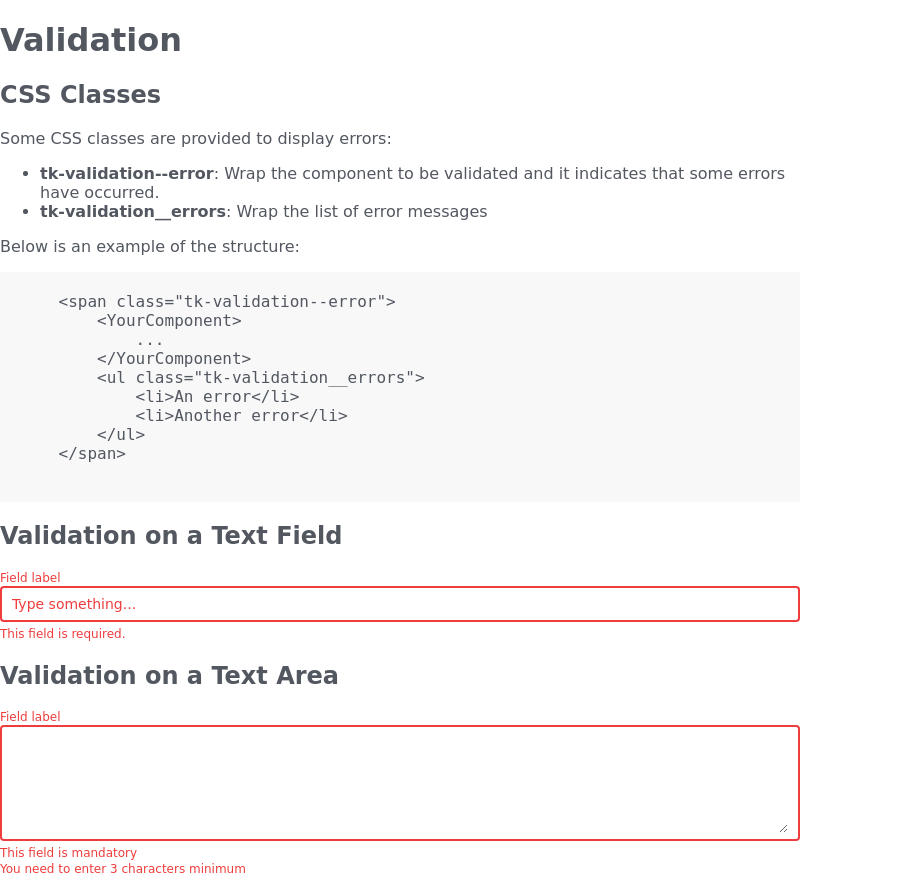 Validation
CSS Classes
Some CSS classes are provided to display errors:
• tk-validation--error: Wrap the component to be validated and it indicates that some errors
have occurred.
• tk-validation__errors: Wrap the list of error messages
Below is an example of the structure:
<span class="tk-validation--error">
    <YourComponent>
        ...
    </YourComponent>
    <ul class="tk-validation__errors">
        <li>An error</li>
        <li>Another error</li>
    </ul>
</span>
Validation on a Text Field
Field label
Type something...
This field is required.
Validation on a Text Area
Field label
This field is mandatory
You need to enter 3 characters minimum